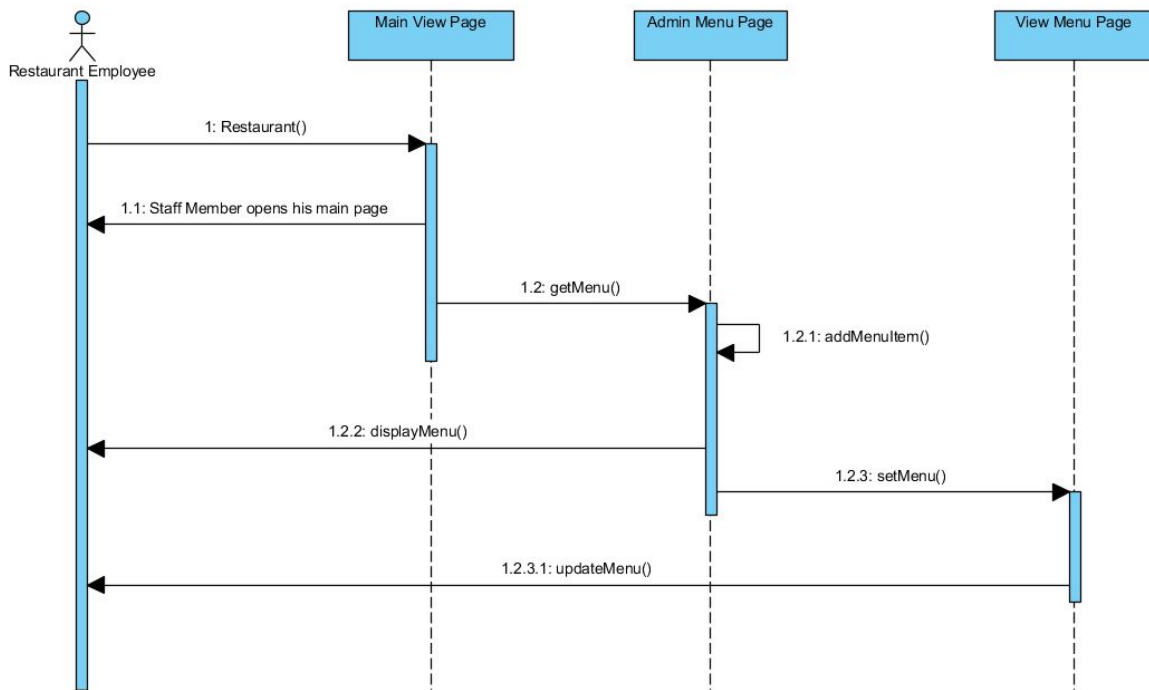 Main View Page
Admin Menu Page
View Menu Page
Restaurant Employee
1: Restaurant()
1.1: Staff Member opens his main page
1.2: getMenu()
1.2.1: addMenuItem()
1.2.2: displayMenu()
1.2.3: setMenu()
1.2.3.1: updateMenu()